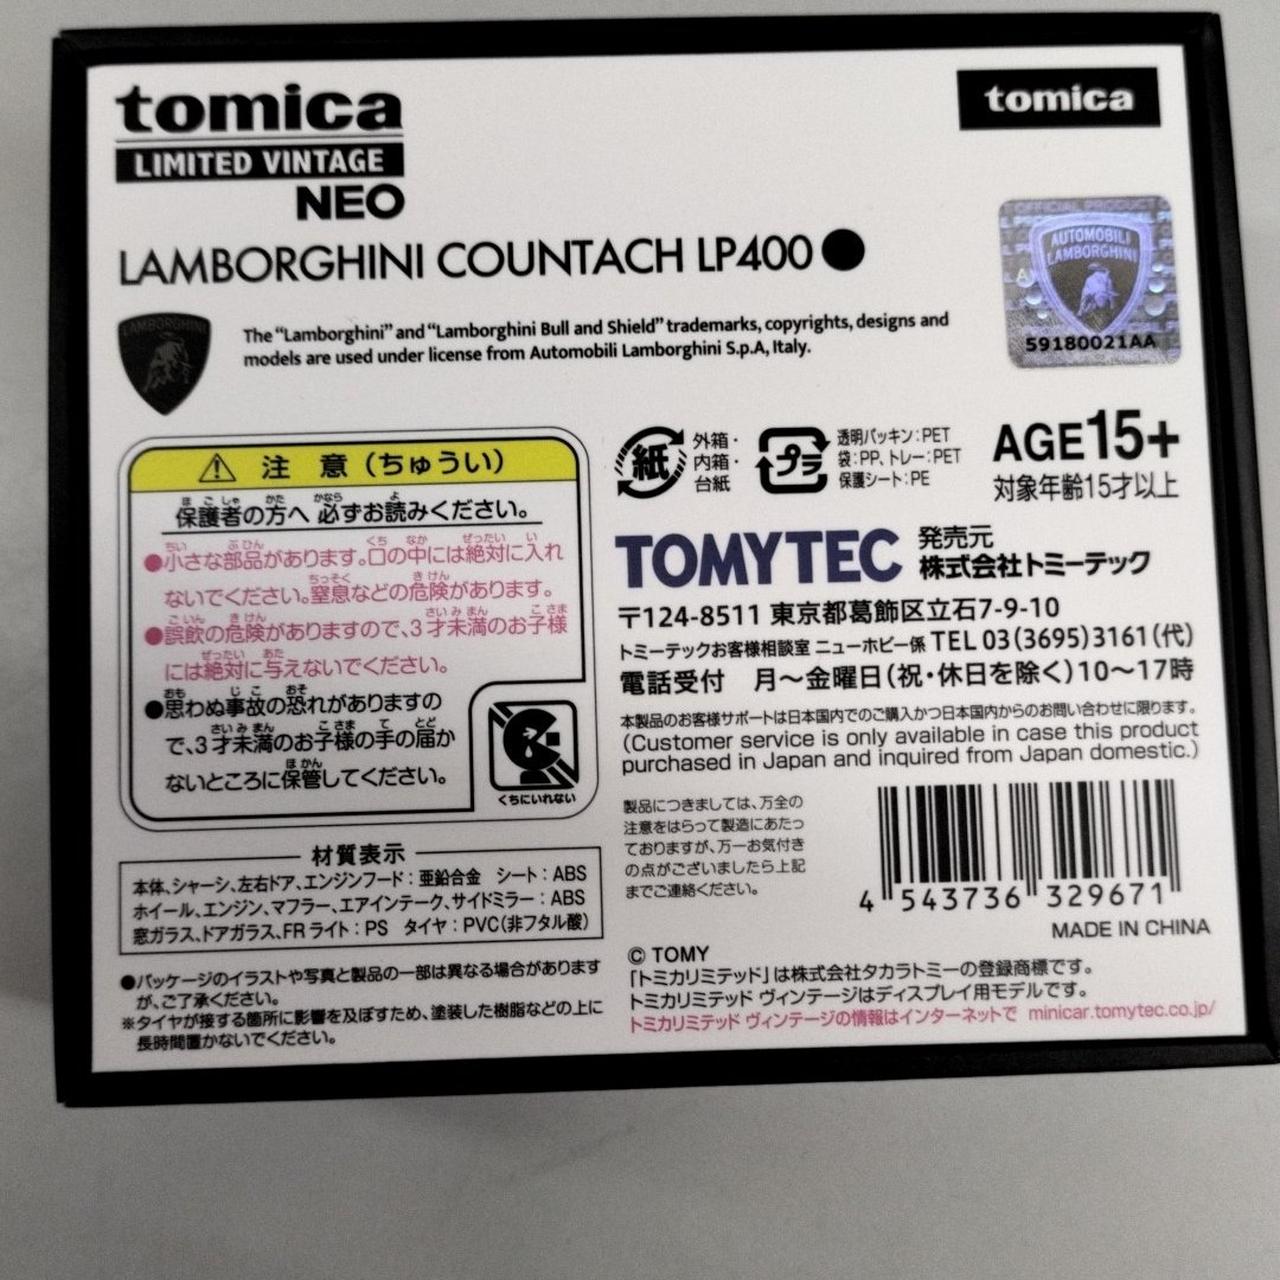 tomica
LIMITED VINTAGE
NEO
tomica
LAMBORGHINI COUNTACH LP400●
OFFICIAL PRODUCT
AUTOMOBILI
LAMBORGHINI
59180021AA
LAMBORGHINI
The “Lamborghini” and “Lamborghini Bull and Shield” trademarks, copyrights, designs and
models are used under license from Automobili Lamborghini S.p.A, Italy.
注 意（ちゅうい）
保護者の方へ 必ずお読みください。
●小さな部品があります。口の中には絶対に入れ
ないでください。窒息などの危険があります。
●誤飲の危険がありますので、3才未満のお子様
には絶対に与えないでください。
●思わぬ事故の恐れがありますの
で、3才未満のお子様の手の届か
ないところに保管してください。
くちにいれない
材質表示
本体、シャーシ、左右ドア、エンジンフード：亜鉛合金 シート：ABS
ホイール、エンジン、マフラー、エアインテーク、サイドミラー：ABS
窓ガラス、ドアガラス、FRライト：PS タイヤ：PVC(非フタル酸)
●パッケージのイラストや写真と製品の一部は異なる場合があります
が、ご了承ください。
※タイヤが接する箇所に影響を及ぼすため、塗装した樹脂などの上に
長時間置かないでください。
紙
外箱・
内箱・
台紙
プラ
透明パッキン：PET
袋：PP、トレー：PET
保護シート：PE
AGE15+
対象年齢15才以上
TOMYTEC
発売元
株式会社トミーテック
〒124-8511 東京都葛飾区立石7-9-10
トミーテックお客様相談室 ニューホビー係 TEL 03(3695)3161(代)
電話受付 月～金曜日(祝・休日を除く)10～17時
本製品のお客様サポートは日本国内でのご購入かつ日本国内からのお問い合わせに限ります。
(Customer service is only available in case this product
purchased in Japan and inquired from Japan domestic.)
製品につきましては、万全の
注意をはらって製造にあたっ
ておりますが、万一お気付き
の点がございましたら上記
までご連絡ください。
4 543736 329671
MADE IN CHINA
© TOMY
「トミカリミテッド」は株式会社タカラトミーの登録商標です。
トミカリミテッド ヴィンテージはディスプレイ用モデルです。
トミカリミテッド ヴィンテージの情報はインターネットで minicar.tomytec.co.jp/